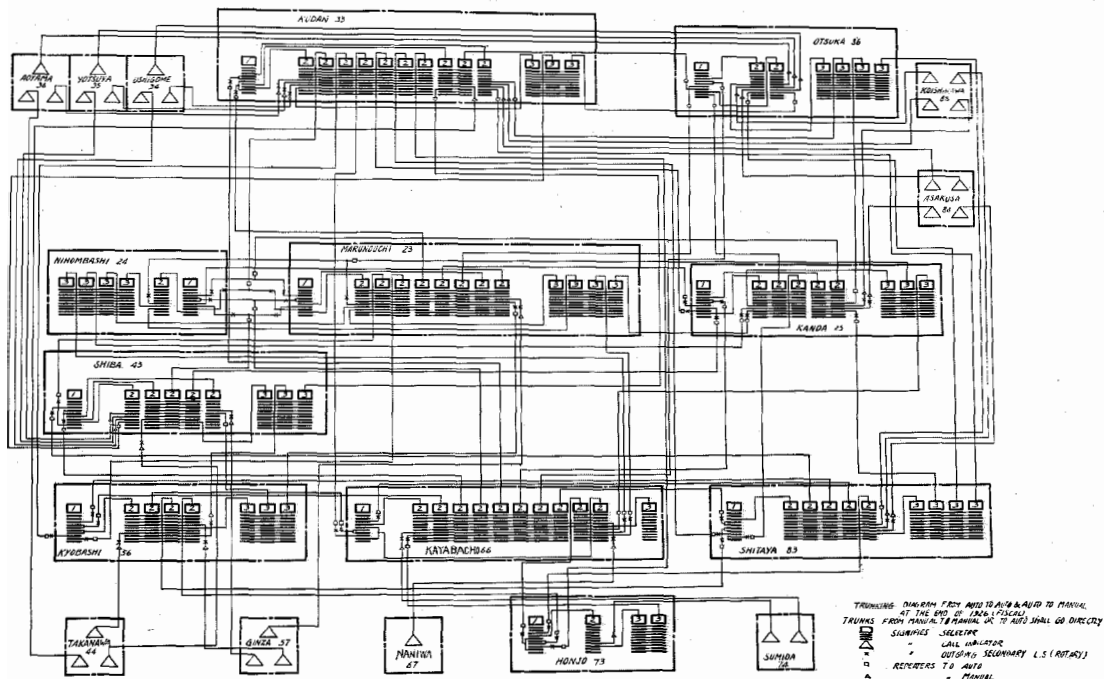 KUDAN 33
OTSUKA 86
AOYAMA
36
YOTSUYA
35
USHIGOME
34
KOISHIKAWA
85
ASAKUSA
84
NIHOMBASHI 24
MARUNOUCHI 23
KANDA 25
SHIBA 43
KYOBASHI 56
KAYABACHO 66
SHITAYA 83
TAKANAWA
44
GINZA 57
NANIWA
67
HONJO 73
SUMIDA
74
TRUNKING DIAGRAM FROM AUTO TO AUTO & AUTO TO MANUAL
AT THE END OF 1926 (FISCAL)
TRUNKS FROM MANUAL TO MANUAL OR TO AUTO SHALL GO DIRECTLY
SIGNIFIES SELECTOR
" CALL INDICATOR
" OUTGOING SECONDARY L.S (ROTARY)
REPEATERS TO AUTO
" MANUAL